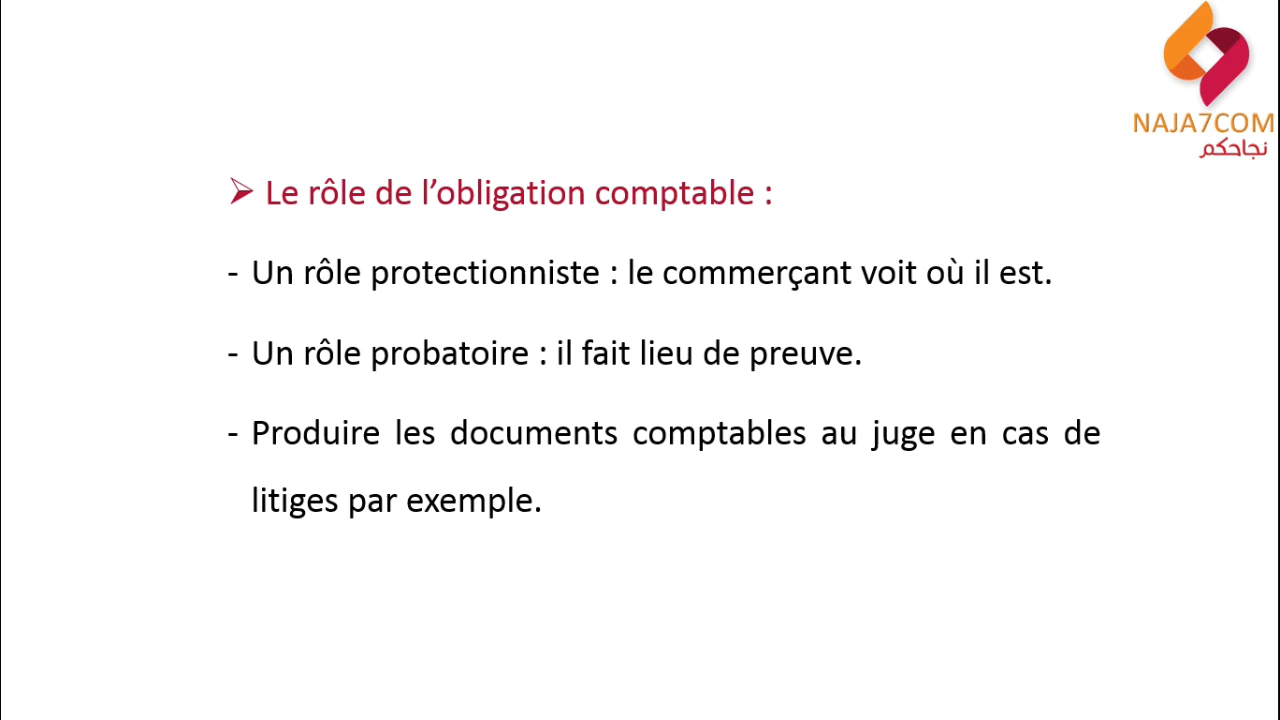 NAJA7COM
نجاحكم
➢ Le rôle de l’obligation comptable :
- Un rôle protectionniste : le commerçant voit où il est.
- Un rôle probatoire : il fait lieu de preuve.
- Produire les documents comptables au juge en cas de
litiges par exemple.